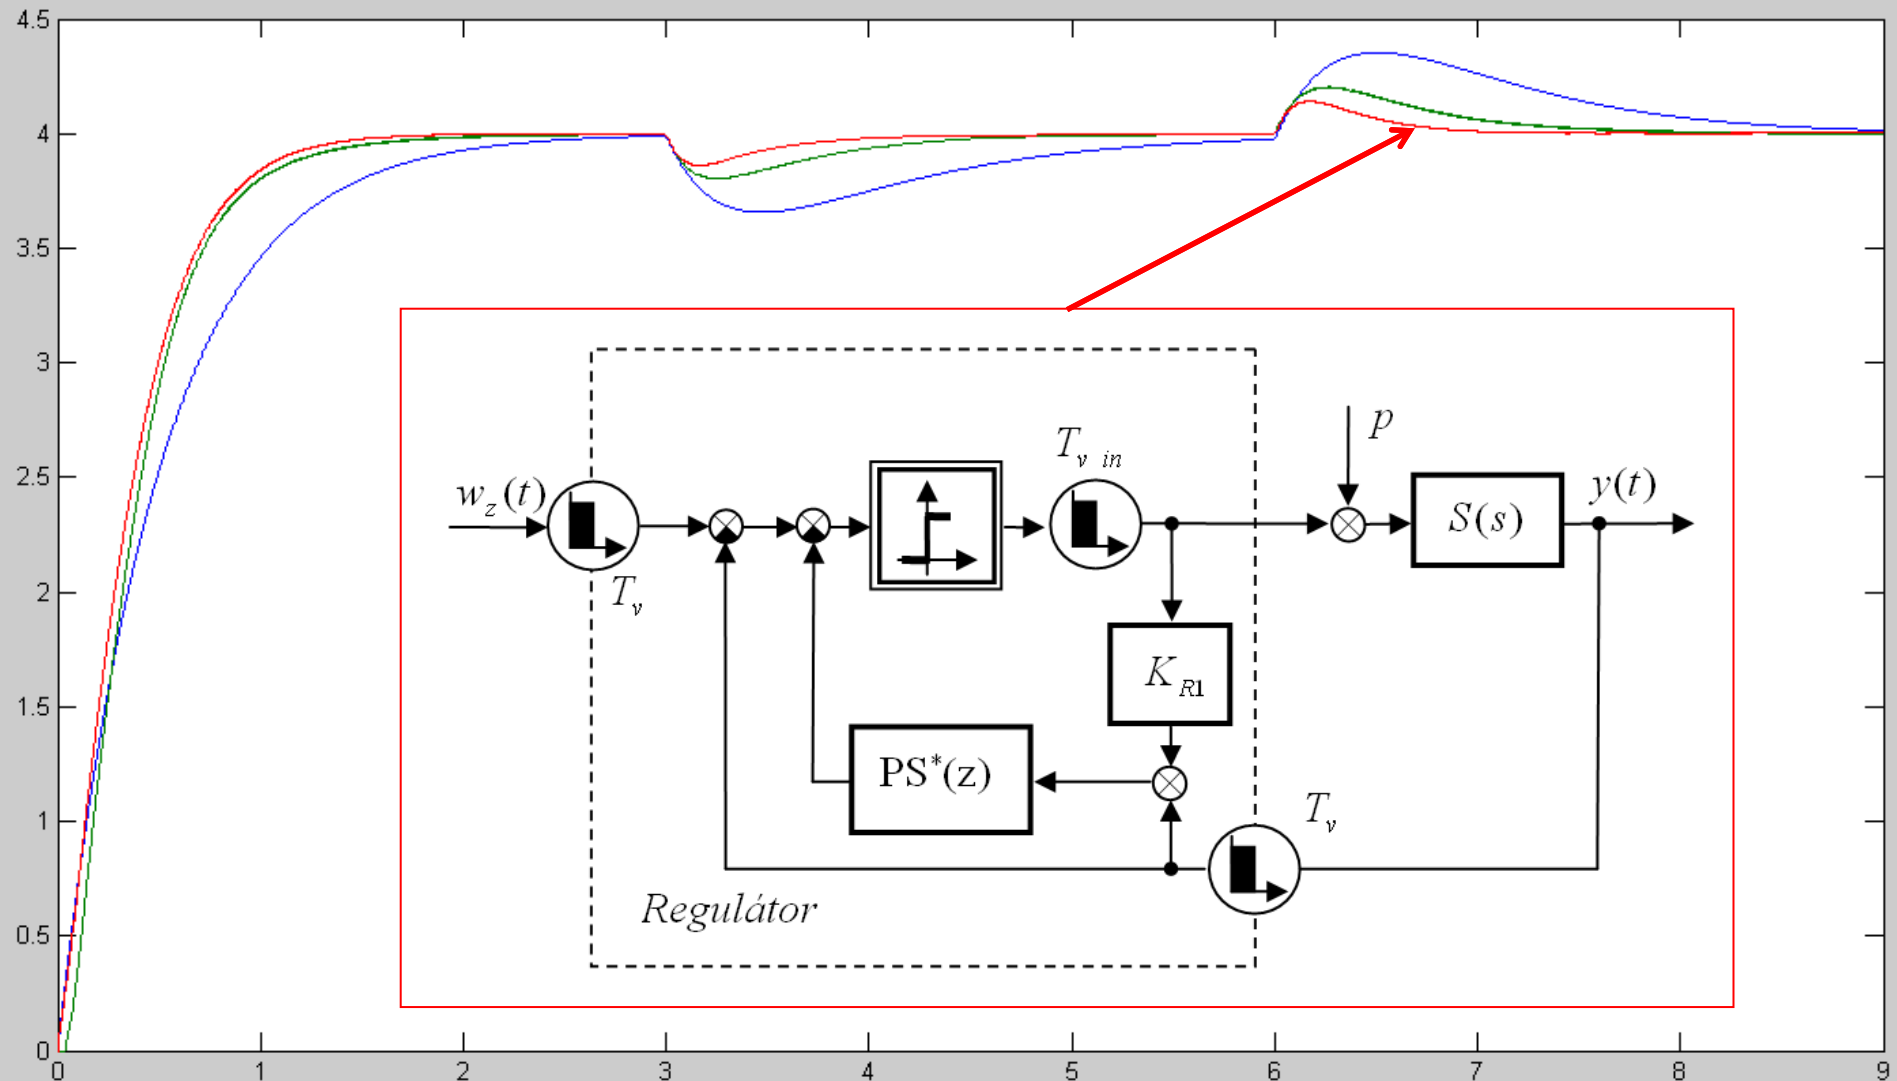 4.5
4
3.5
3
2.5
2
1.5
1
0.5
0
0 1 2 3 4 5 6 7 8 9
w_z(t)
T_v
T_v in
p
S(s)
y(t)
K_R1
PS*(z)
T_v
Regulátor